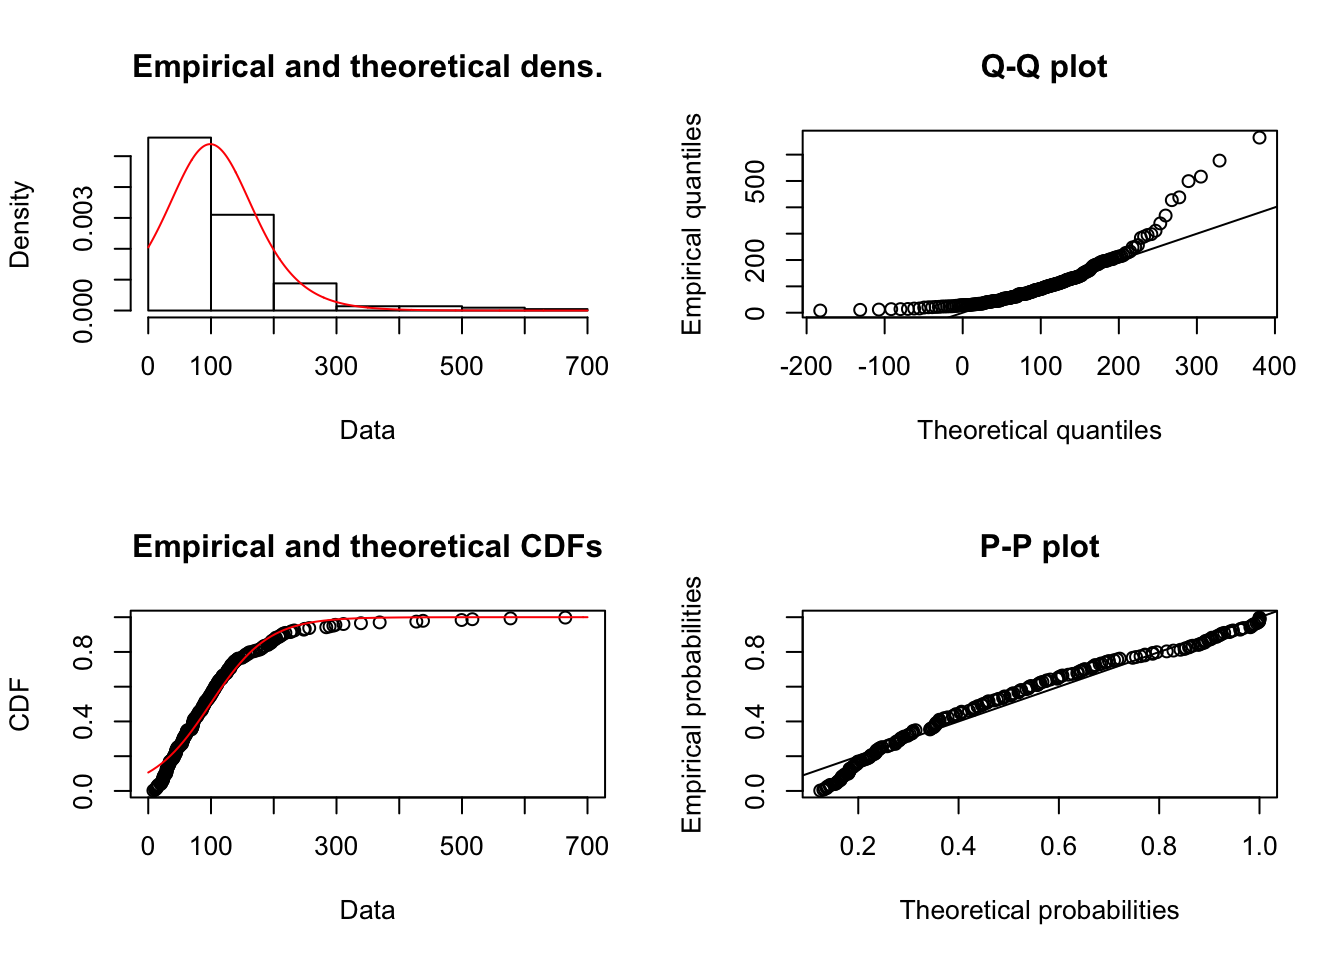 Empirical and theoretical dens.
Density
0.000 0.003
0 100 300 500 700
Data
Q-Q plot
Empirical quantiles
0 200 500
-200 -100 0 100 200 300 400
Theoretical quantiles
Empirical and theoretical CDFs
CDF
0.0 0.4 0.8
0 100 300 500 700
Data
P-P plot
Empirical probabilities
0.0 0.4 0.8
0.2 0.4 0.6 0.8 1.0
Theoretical probabilities